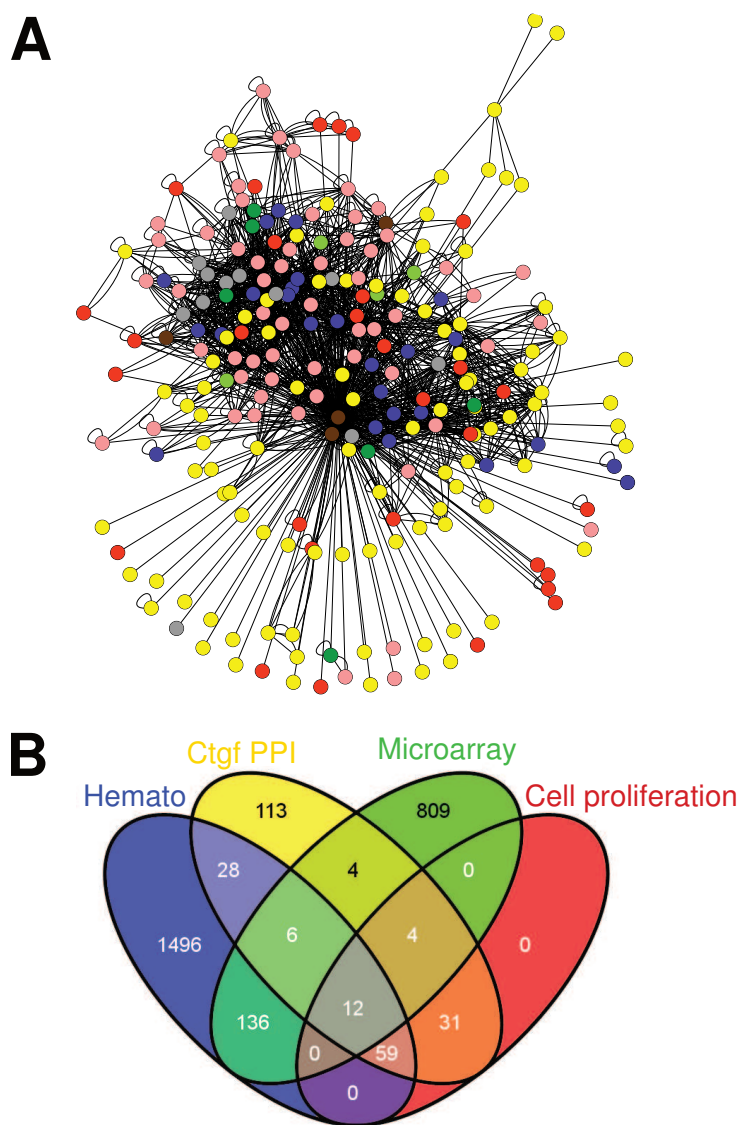 A
B
Ctgf PPI Microarray
Hemato Cell proliferation
113 809
28 4 0
1496 6 4 0
136 12 31
0 59
0